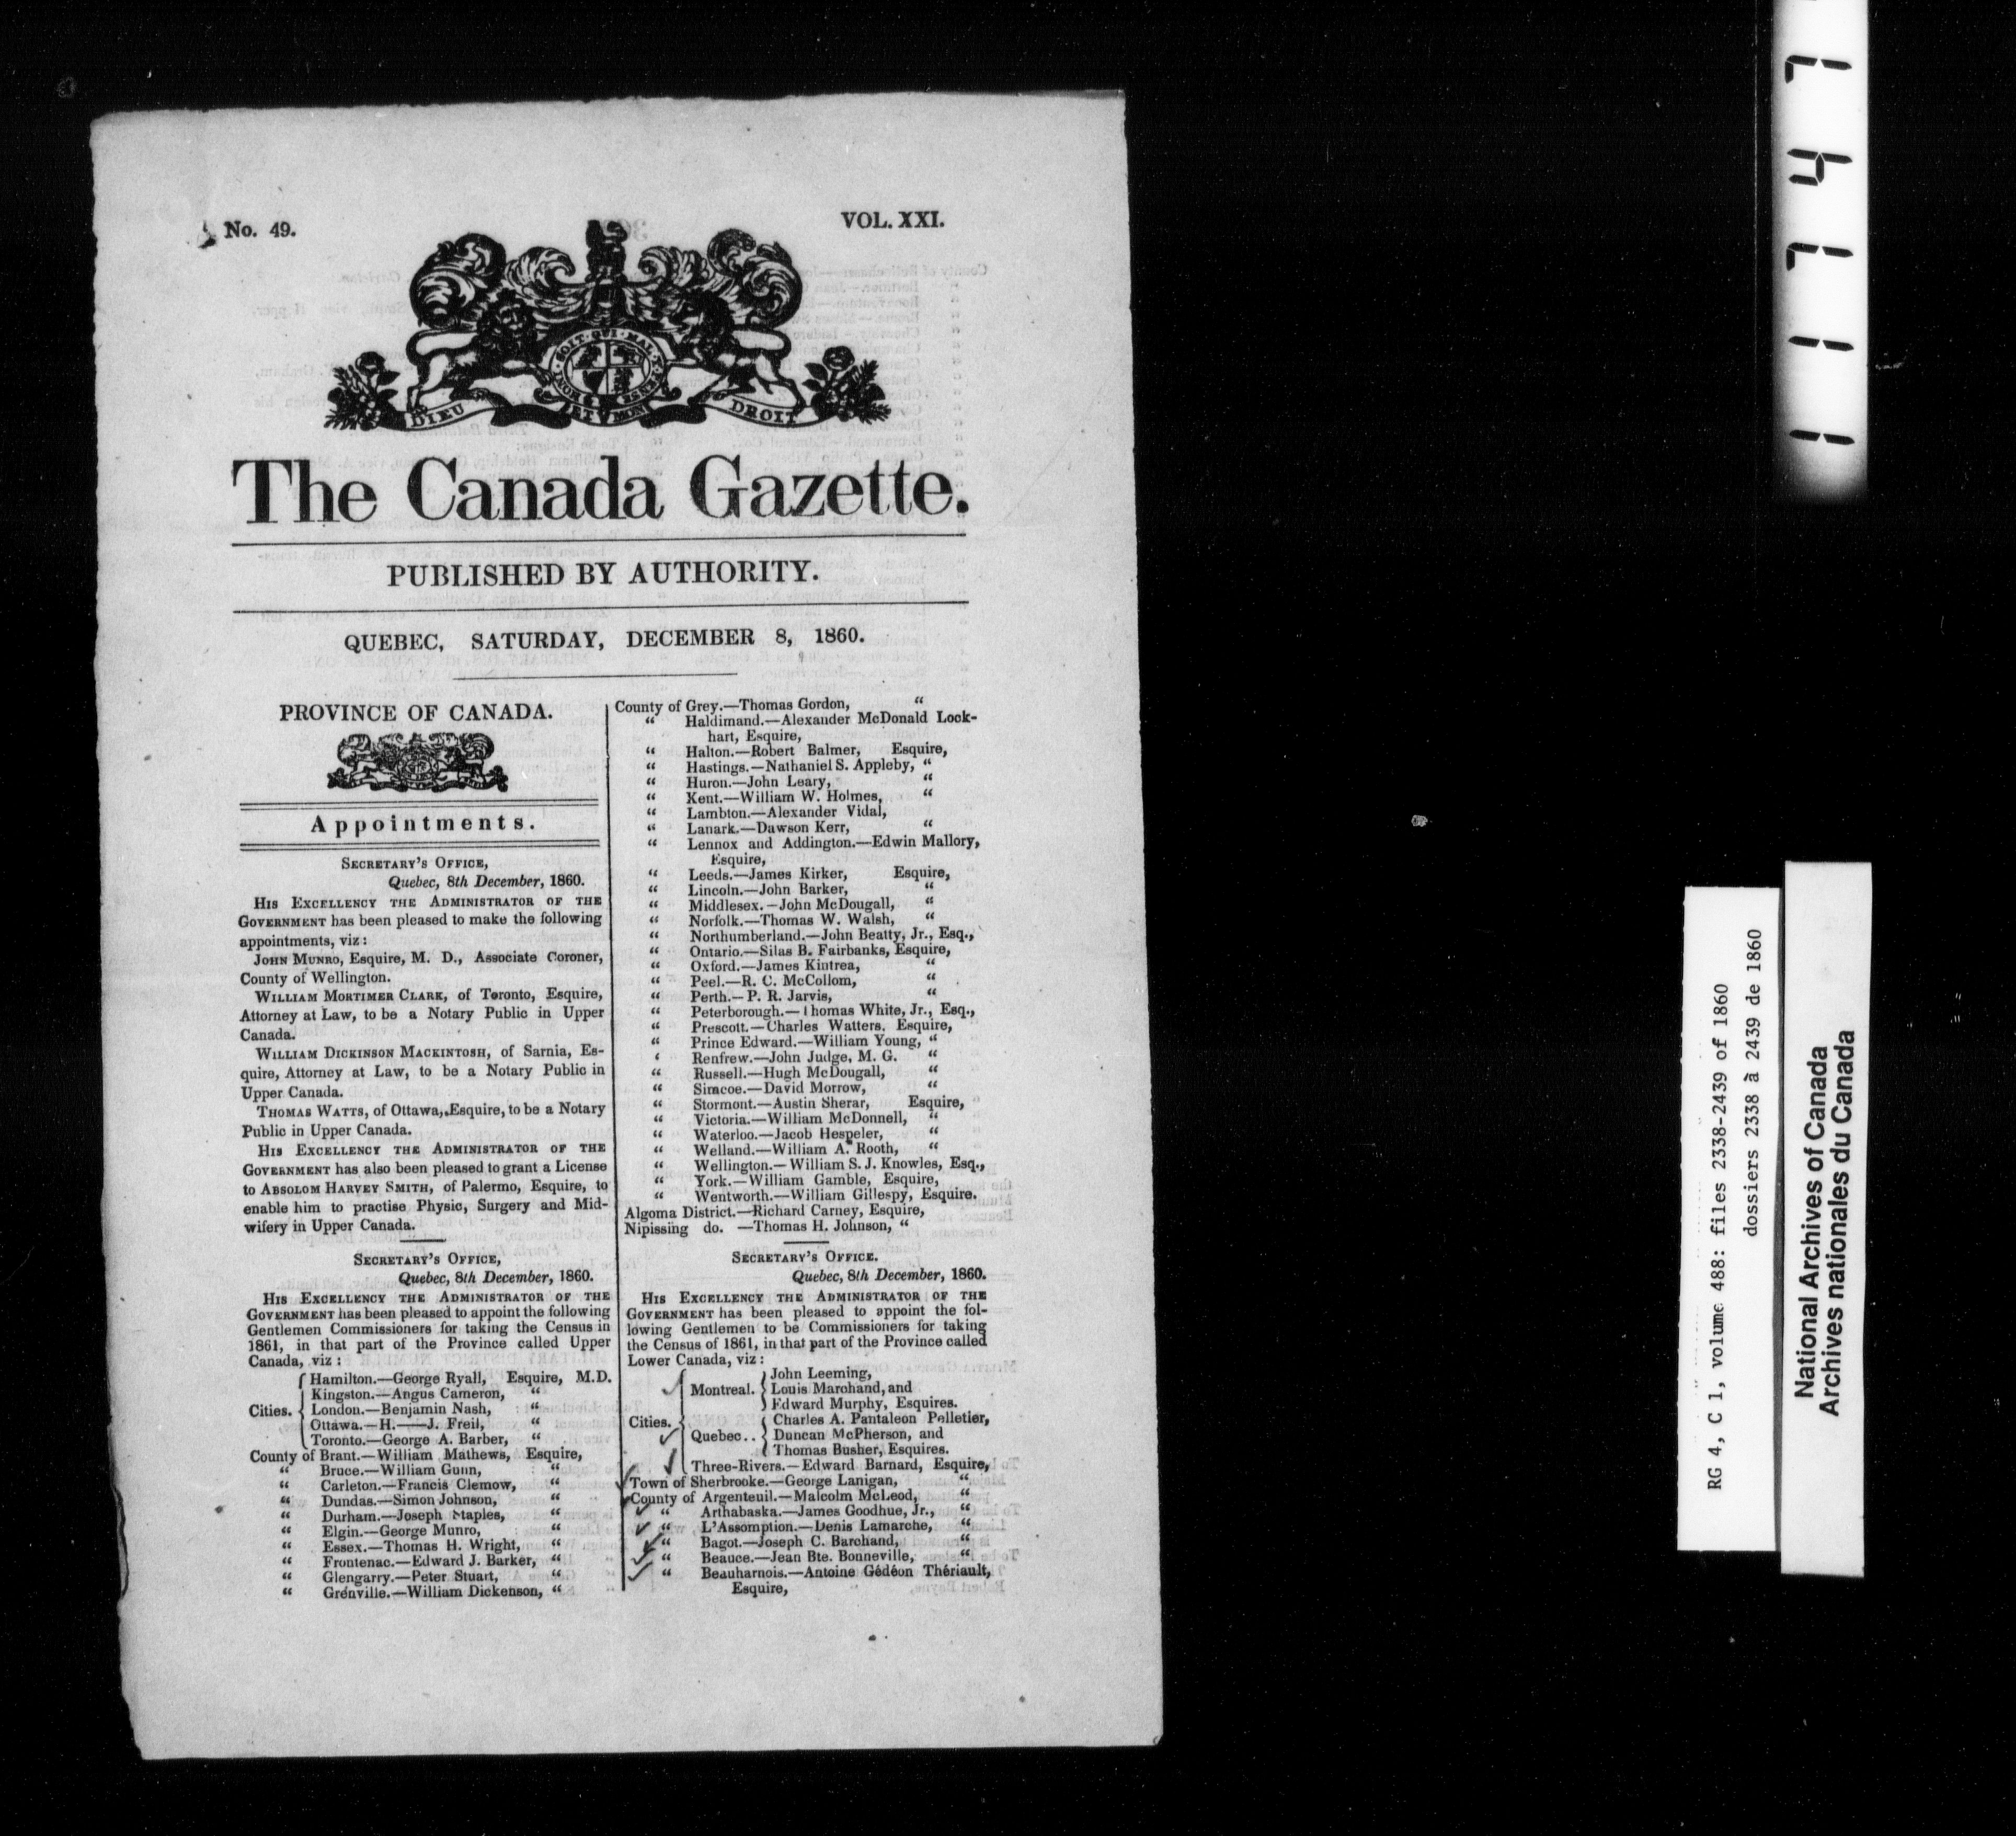 No. 49.
VOL. XXI.
HONI SOIT QUI MAL Y PENSE
DIEU ET MON DROIT
The Canada Gazette.
PUBLISHED BY AUTHORITY.
QUEBEC, SATURDAY, DECEMBER 8, 1860.
PROVINCE OF CANADA.
Appointments.
SECRETARY'S OFFICE,
Quebec, 8th December, 1860.
HIS EXCELLENCY THE ADMINISTRATOR OF THE
GOVERNMENT has been pleased to make the following
appointments, viz:
JOHN MUNRO, Esquire, M. D., Associate Coroner,
County of Wellington.
WILLIAM MORTIMER CLARK, of Toronto, Esquire,
Attorney at Law, to be a Notary Public in Upper
Canada.
WILLIAM DICKINSON MACKINTOSH, of Sarnia, Es-
quire, Attorney at Law, to be a Notary Public in
Upper Canada.
THOMAS WATTS, of Ottawa, Esquire, to be a Notary
Public in Upper Canada.
HIS EXCELLENCY THE ADMINISTRATOR OF THE
GOVERNMENT has also been pleased to grant a License
to ABSOLOM HARVEY SMITH, of Palermo, Esquire, to
enable him to practise Physic, Surgery and Mid-
wifery in Upper Canada.
SECRETARY'S OFFICE,
Quebec, 8th December, 1860.
HIS EXCELLENCY THE ADMINISTRATOR OF THE
GOVERNMENT has been pleased to appoint the following
Gentlemen Commissioners for taking the Census in
1861, in that part of the Province called Upper
Canada, viz:
Hamilton.—George Ryall, Esquire, M.D.
Kingston.—Angus Cameron, “
Cities. London.—Benjamin Nash, “
Ottawa.—H.——J. Freil, “
Toronto.—George A. Barber, “
County of Brant.—William Mathews, Esquire,
“ Bruce.—William Gunn, “
“ Carleton.—Francis Clemow, “
“ Dundas.—Simon Johnson, “
“ Durham.—Joseph Maples, “
“ Elgin.—George Munro, “
“ Essex.—Thomas H. Wright, “
“ Frontenac.—Edward J. Barker, “
“ Glengarry.—Peter Stuart, “
“ Grenville.—William Dickenson, “
County of Grey.—Thomas Gordon, “
“ Haldimand.—Alexander McDonald Lock-
hart, Esquire,
“ Halton.—Robert Balmer, Esquire,
“ Hastings.—Nathaniel S. Appleby, “
“ Huron.—John Leary, “
“ Kent.—William W. Holmes, “
“ Lambton.—Alexander Vidal,
“ Lanark.—Dawson Kerr, “
“ Lennox and Addington.—Edwin Mallory,
Esquire,
“ Leeds.—James Kirker, Esquire,
“ Lincoln.—John Barker, “
“ Middlesex.—John McDougall, “
“ Norfolk.—Thomas W. Walsh, “
“ Northumberland.—John Beatty, Jr., Esq.,
“ Ontario.—Silas B. Fairbanks, Esquire,
“ Oxford.—James Kintrea, “
“ Peel.—R. C. McCollom, “
“ Perth.—P. R. Jarvis, “
“ Peterborough.—Thomas White, Jr., Esq.,
“ Prescott.—Charles Watters, Esquire,
“ Prince Edward.—William Young, “
‘ Renfrew.—John Judge, M. G. “
“ Russell.—Hugh McDougall, “
“ Simcoe.—David Morrow, “
“ Stormont.—Austin Sherar, Esquire,
“ Victoria.—William McDonnell, “
“ Waterloo.—Jacob Hespeler, “
“ Welland.—William A. Rooth, “
“ Wellington.—William S. J. Knowles, Esq.,
“ York.—William Gamble, Esquire,
“ Wentworth.—William Gillespy, Esquire.
Algoma District.—Richard Carney, Esquire,
Nipissing do. —Thomas H. Johnson, “
SECRETARY'S OFFICE.
Quebec, 8th December, 1860.
HIS EXCELLENCY THE ADMINISTRATOR OF THE
GOVERNMENT has been pleased to appoint the fol-
lowing Gentlemen to be Commissioners for taking
the Census of 1861, in that part of the Province called
Lower Canada, viz:
John Leeming,
Montreal. Louis Marchand, and
Edward Murphy, Esquires.
Cities. Charles A. Pantaleon Pelletier,
Quebec.. Duncan McPherson, and
Thomas Busher, Esquires.
Three-Rivers.—Edward Barnard, Esquire,
Town of Sherbrooke.—George Lanigan, “
County of Argenteuil.—Malcolm McLeod, “
“ Arthabaska.—James Goodhue, Jr., “
“ L'Assomption.—Denis Lamarche, “
“ Bagot.—Joseph C. Barchand, “
“ Beauce.—Jean Bte. Bonneville, “
“ Beauharnois.—Antoine Gédéon Thériault,
Esquire,
11747
RG 4, C 1, volume 488: files 2338-2439 of 1860
dossiers 2338 à 2439 de 1860
National Archives of Canada
Archives nationales du Canada